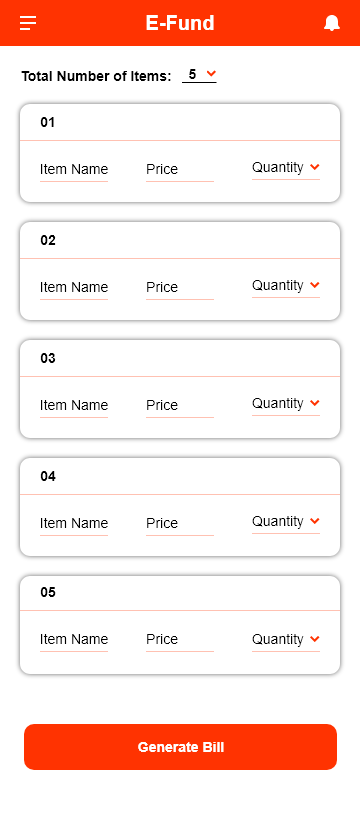 E-Fund
Total Number of Items: 5
01
Item Name Price Quantity
02
Item Name Price Quantity
03
Item Name Price Quantity
04
Item Name Price Quantity
05
Item Name Price Quantity
Generate Bill